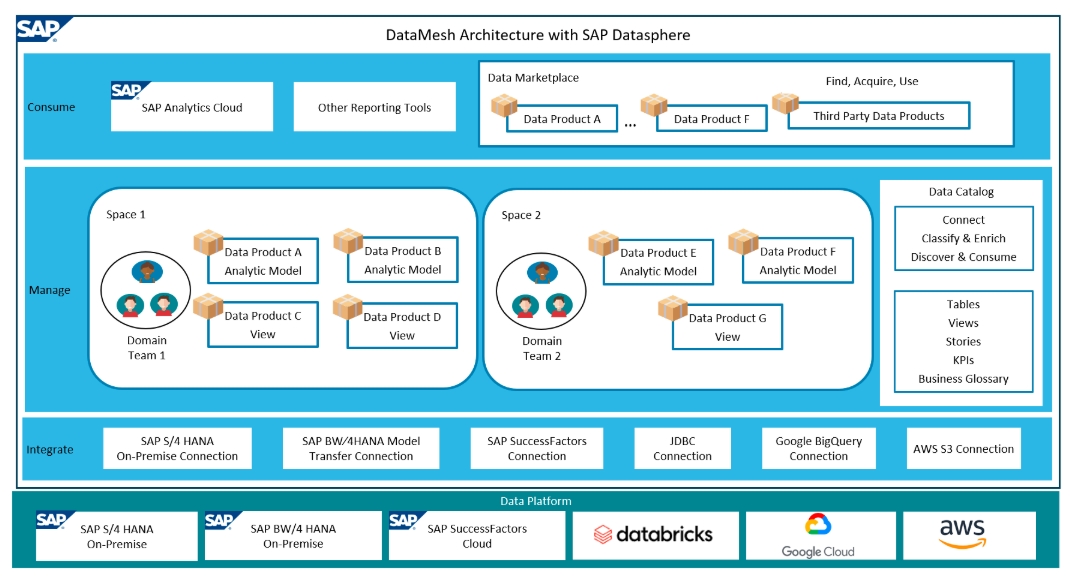 SAP
DataMesh Architecture with SAP Datasphere
Consume
SAP
SAP Analytics Cloud
Other Reporting Tools
Data Marketplace
Find, Acquire, Use
Data Product A
...
Data Product F
Third Party Data Products
Manage
Space 1
Domain
Team 1
Data Product A
Analytic Model
Data Product B
Analytic Model
Data Product C
View
Data Product D
View
Space 2
Domain
Team 2
Data Product E
Analytic Model
Data Product F
Analytic Model
Data Product G
View
Data Catalog
Connect
Classify & Enrich
Discover & Consume
Tables
Views
Stories
KPIs
Business Glossary
Integrate
SAP S/4 HANA
On-Premise Connection
SAP BW/4HANA Model
Transfer Connection
SAP SuccessFactors
Connection
JDBC
Connection
Google BigQuery
Connection
AWS S3 Connection
Data Platform
SAP
SAP S/4 HANA
On-Premise
SAP
SAP BW/4 HANA
On-Premise
SAP
SAP SuccessFactors
Cloud
databricks
Google Cloud
aws